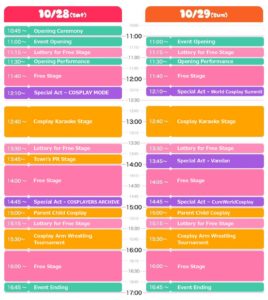 10/28(SAT)
10:45～ Opening Ceremony
11:00～ Event Opening
11:15～ Lottery for Free Stage
11:30～ Opening Performance
11:40～ Free Stage
13:10～ Special Act - COSPLAY MODE
12:40～ Cosplay Karaoke Stage
13:30～ Lottery for Free Stage
13:45～ Town's PR Stage
14:00～ Free Stage
14:45～ Special Act - COSPLAYERS ARCHIVE
15:00～ Parent Child Cosplay
15:15～ Lottery for Free Stage
15:30～ Cosplay Arm Wrestling
Tournament
16:00～ Free Stage
16:45～ Event Ending
11:00
12:00
13:00
14:00
15:00
16:00
17:00
10/29(SUN)
11:00～ Event Opening
11:15～ Lottery for Free Stage
11:30～ Opening Performance
11:40～ Free Stage
12:10～ Special Act - World Cosplay Summit
12:40～ Cosplay Karaoke Stage
13:30～ Lottery for Free Stage
13:45～ Special Act -
14:05～ Free Stage
14:45～ Special Act - CureWorldCosplay
15:00～ Parent Child Cosplay
15:15～ Lottery for Free Stage
15:30～ Cosplay Arm Wrestling
Tournament
16:00～ Free Stage
16:45～ Event Ending